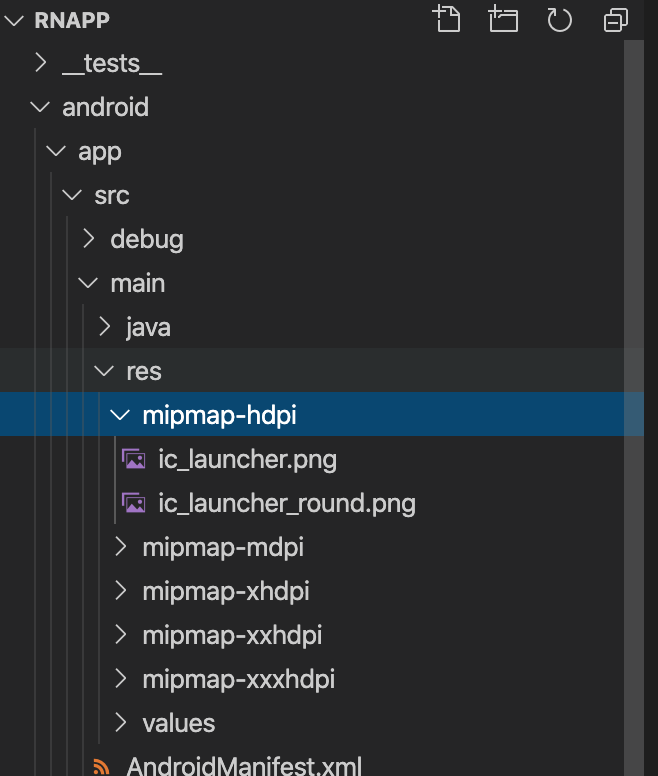 RNAPP
__tests__
android
app
src
debug
main
java
res
mipmap-hdpi
ic_launcher.png
ic_launcher_round.png
mipmap-mdpi
mipmap-xhdpi
mipmap-xxhdpi
mipmap-xxxhdpi
values
AndroidManifest.xml